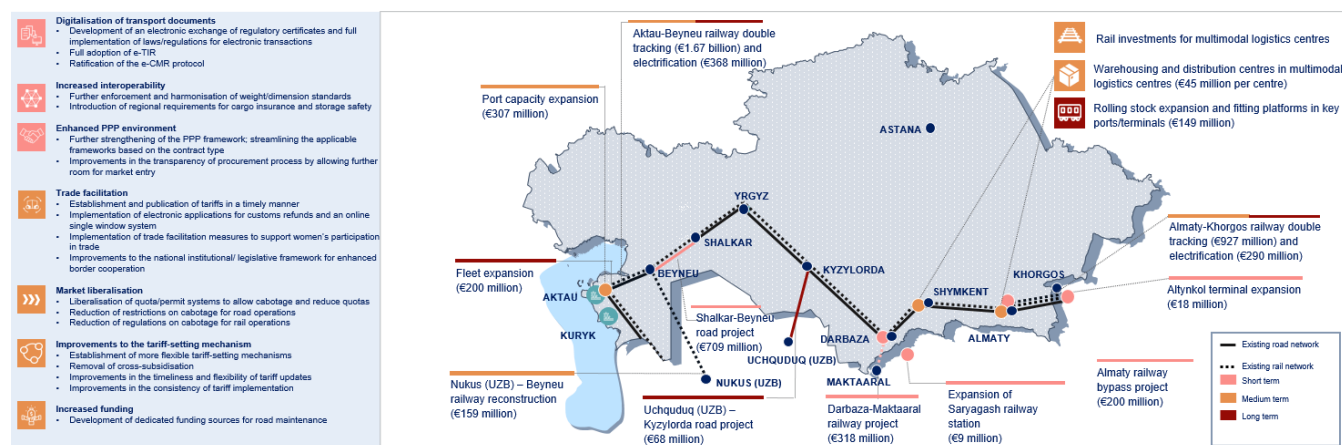 Digitalisation of transport documents
• Development of an electronic exchange of regulatory certificates and full
implementation of laws/regulations for electronic transactions
• Full adoption of e-TIR
• Ratification of the e-CMR protocol
Increased interoperability
• Further enforcement and harmonisation of weight/dimension standards
• Introduction of regional requirements for cargo insurance and storage safety
Enhanced PPP environment
• Further strengthening of the PPP framework; streamlining the applicable
frameworks based on the contract type
• Improvements in the transparency of procurement process by allowing further
room for market entry
Trade facilitation
• Establishment and publication of tariffs in a timely manner
• Implementation of electronic applications for customs refunds and an online
single window system
• Implementation of trade facilitation measures to support women's participation
in trade
• Improvements to the national institutional/ legislative framework for enhanced
border cooperation
Market liberalisation
• Liberalisation of quota/permit systems to allow cabotage and reduce quotas
• Reduction of restrictions on cabotage for road operations
• Reduction of regulations on cabotage for rail operations
Improvements to the tariff-setting mechanism
• Establishment of more flexible tariff-setting mechanisms
• Removal of cross-subsidisation
• Improvements in the timeliness and flexibility of tariff updates
• Improvements in the consistency of tariff implementation
Increased funding
• Development of dedicated funding sources for road maintenance
Aktau-Beyneu railway double
tracking (€1.67 billion) and
electrification (€368 million)
Port capacity expansion
(€307 million)
Rail investments for multimodal logistics centres
Warehousing and distribution centres in multimodal
logistics centres (€45 million per centre)
Rolling stock expansion and fitting platforms in key
ports/terminals (€149 million)
ASTANA
YRGYZ
SHALKAR
BEYNEU
KYZYLORDA
Fleet expansion
(€200 million)
AKTAU
KURYK
SHYMKENT
KHORGOS
Almaty-Khorgos railway double
tracking (€927 million) and
electrification (€290 million)
Altynkol terminal expansion
(€18 million)
Shalkar-Beyneu
road project
(€709 million)
DARBAZA
ALMATY
UCHQUDUQ (UZB)
NUKUS (UZB)
MAKTAARAL
Nukus (UZB) – Beyneu
railway reconstruction
(€159 million)
Uchquduq (UZB) –
Kyzylorda road project
(€68 million)
Darbaza-Maktaaral
railway project
(€318 million)
Expansion of
Saryagash railway
station
(€9 million)
Almaty railway
bypass project
(€200 million)
Existing road network
Existing rail network
Short term
Medium term
Long term